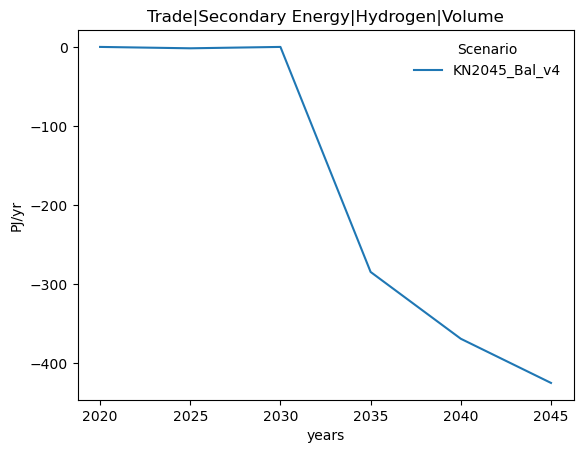 Trade|Secondary Energy|Hydrogen|Volume
Scenario
KN2045_Bal_v4
0
−100
−200
−300
−400
PJ/yr
2020 2025 2030 2035 2040 2045
years